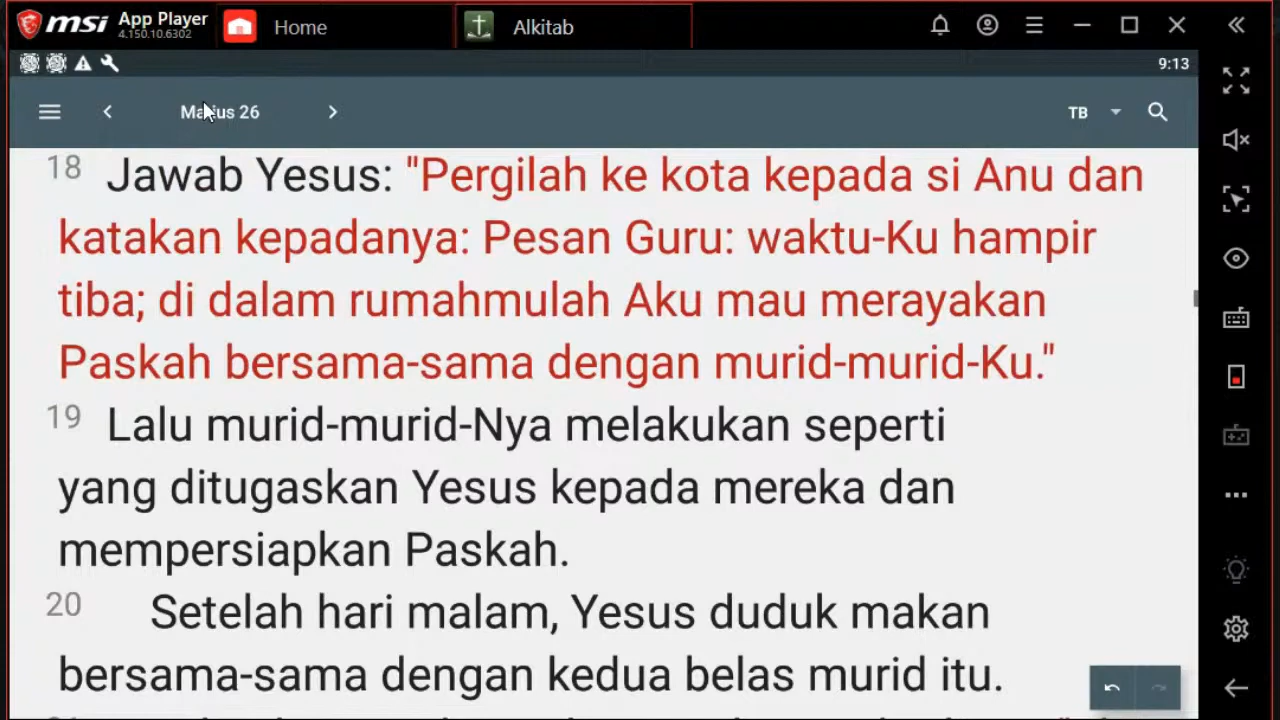 msi App Player
4.150.10.6302
Home
Alkitab
9:13
Matius 26
TB
18 Jawab Yesus: "Pergilah ke kota kepada si Anu dan
katakan kepadanya: Pesan Guru: waktu-Ku hampir
tiba; di dalam rumahmulah Aku mau merayakan
Paskah bersama-sama dengan murid-murid-Ku."
19 Lalu murid-murid-Nya melakukan seperti
yang ditugaskan Yesus kepada mereka dan
mempersiapkan Paskah.
20 Setelah hari malam, Yesus duduk makan
bersama-sama dengan kedua belas murid itu.